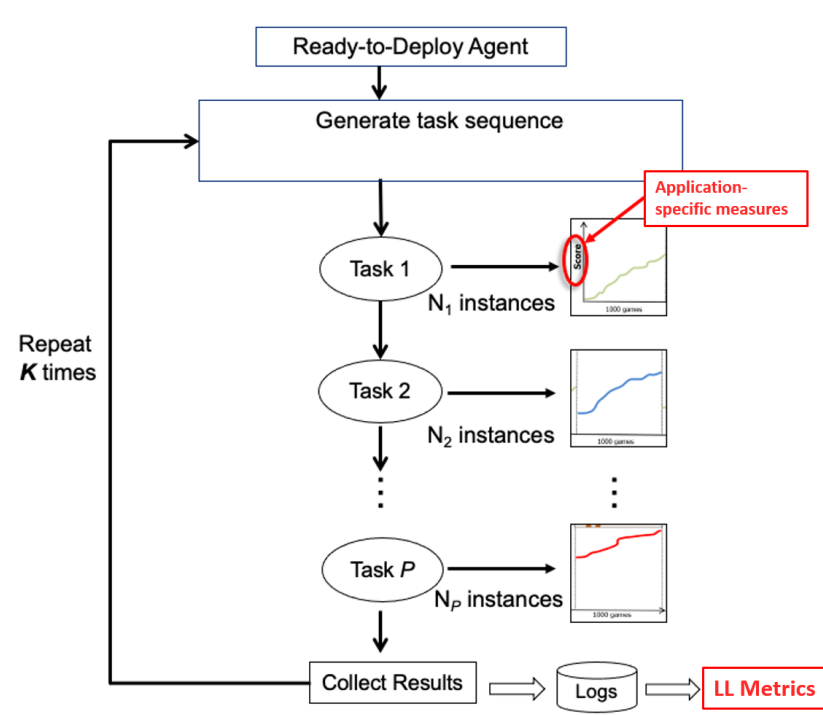 Ready-to-Deploy Agent
Generate task sequence
Application-
specific measures
Task 1
N₁ instances
Score
1000 games
Repeat
K times
Task 2
N₂ instances
1000 games
Task P
N_P instances
1000 games
Collect Results
Logs
LL Metrics